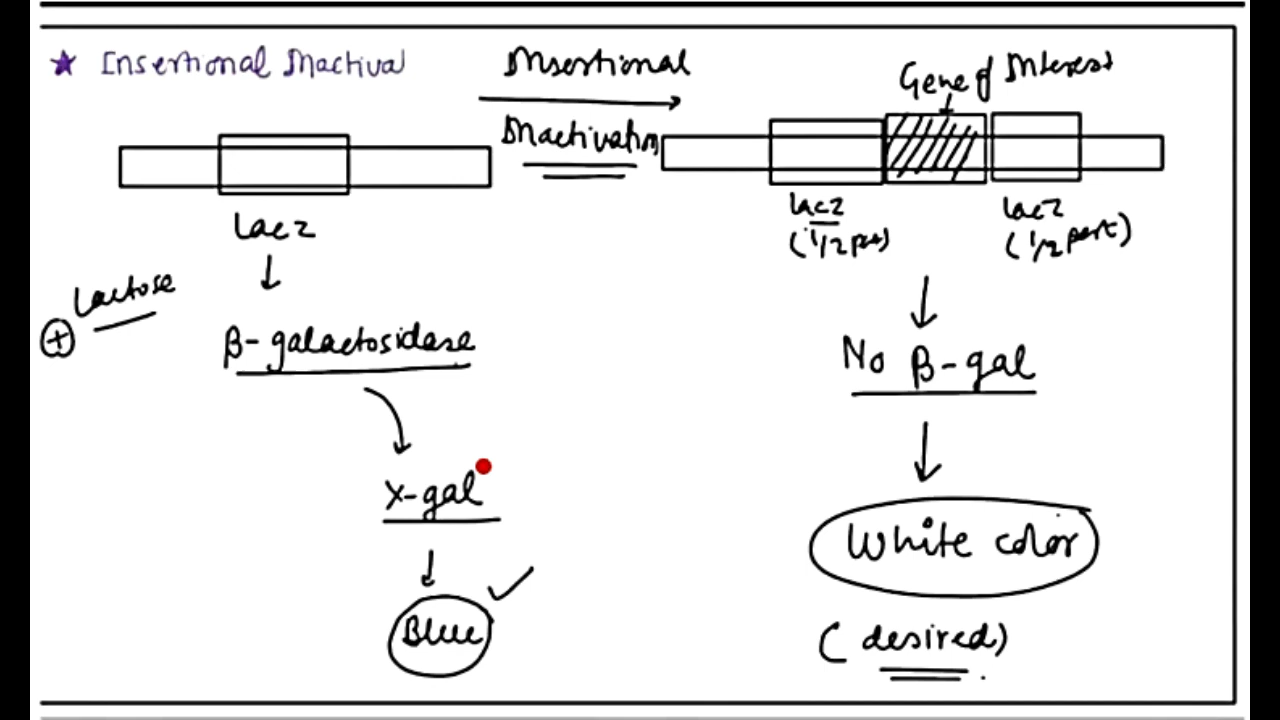 ★ Insertional Inactival
Insertional
Inactivation
Gene of Interest
lacz
lacz
(1/2 part)
lacz
(1/2 part)
⊕ Lactose
β-galactosidase
X-gal
Blue ✓
No β-gal
White color
(desired)